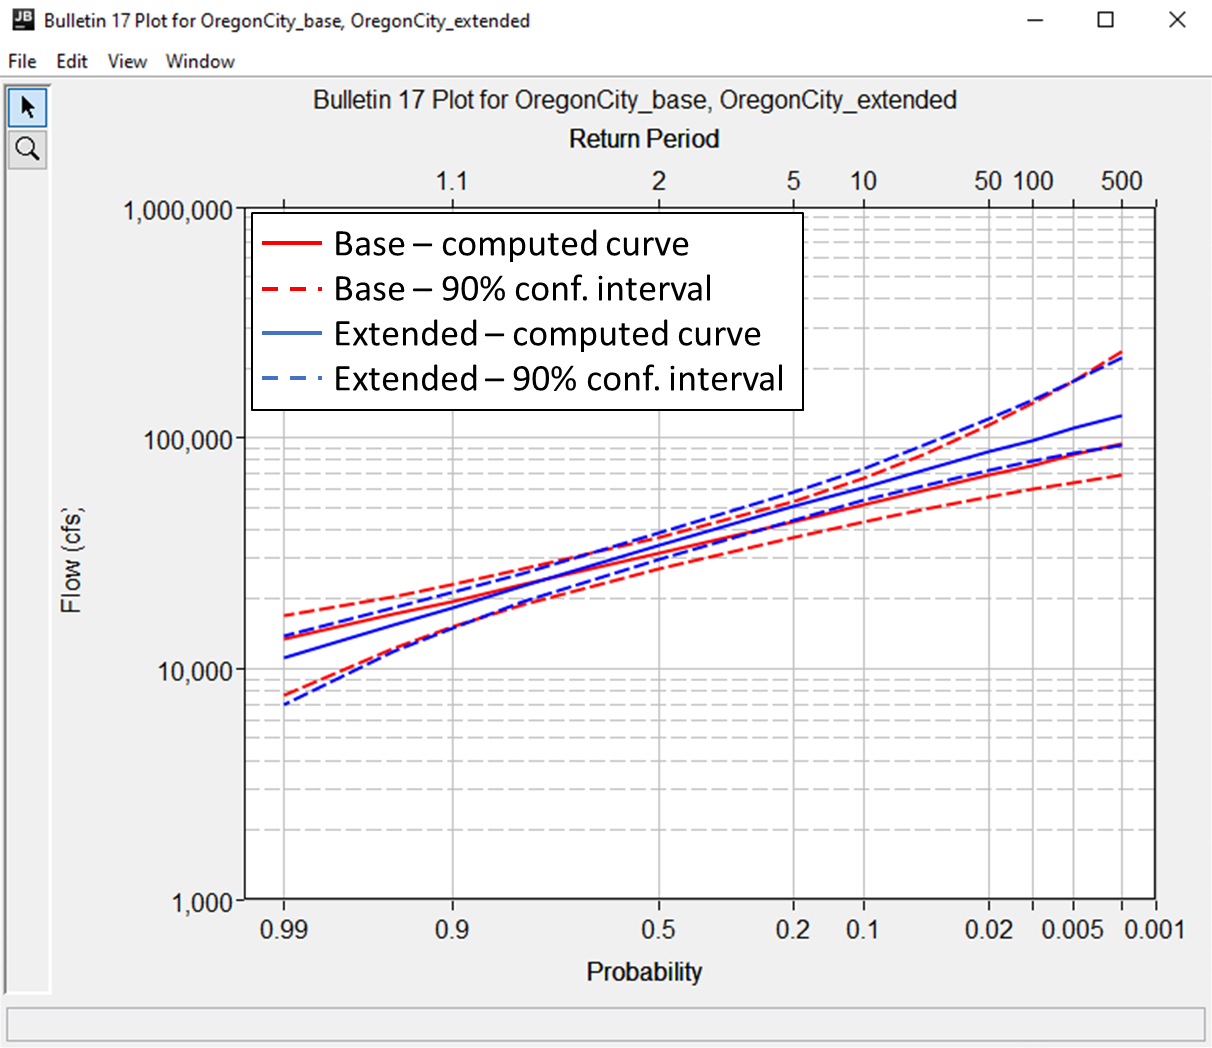 JB Bulletin 17 Plot for OregonCity_base, OregonCity_extended
File Edit View Window
Bulletin 17 Plot for OregonCity_base, OregonCity_extended
Return Period
1.1 2 5 10 50 100 500
1,000,000
Base – computed curve
Base – 90% conf. interval
Extended – computed curve
Extended – 90% conf. interval
100,000
Flow (cfs)
10,000
1,000
0.99 0.9 0.5 0.2 0.1 0.02 0.005 0.001
Probability